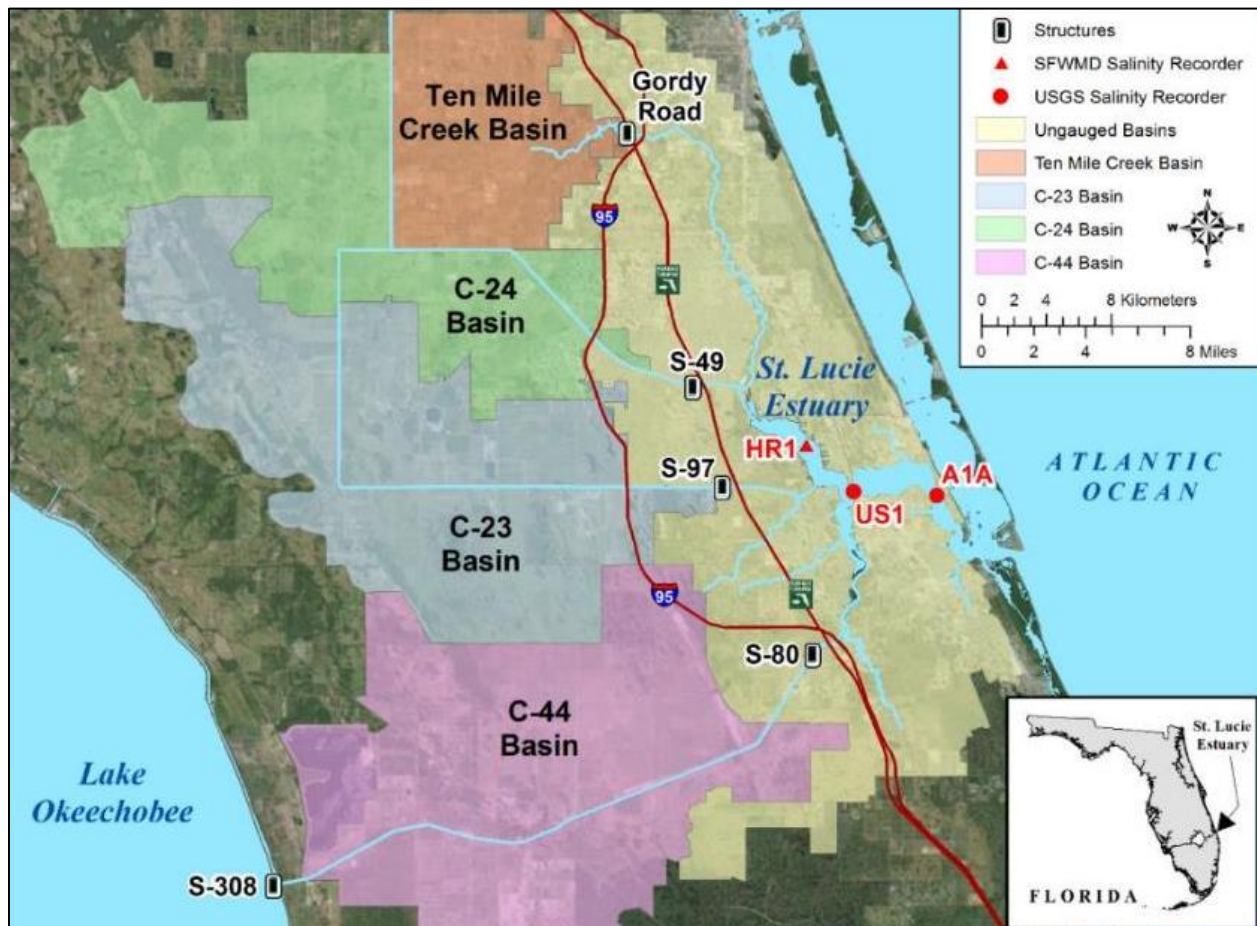 Ten Mile
Creek Basin
Gordy
Road
95
C-24
Basin
S-49
St. Lucie
Estuary
HR1
S-97
A1A
US1
ATLANTIC
OCEAN
C-23
Basin
95
S-80
C-44
Basin
Lake
Okeechobee
S-308
Structures
SFWMD Salinity Recorder
USGS Salinity Recorder
Ungauged Basins
Ten Mile Creek Basin
C-23 Basin
C-24 Basin
C-44 Basin
N
W E
S
0 2 4 8 Kilometers
0 2 4 8 Miles
St. Lucie
Estuary
FLORIDA